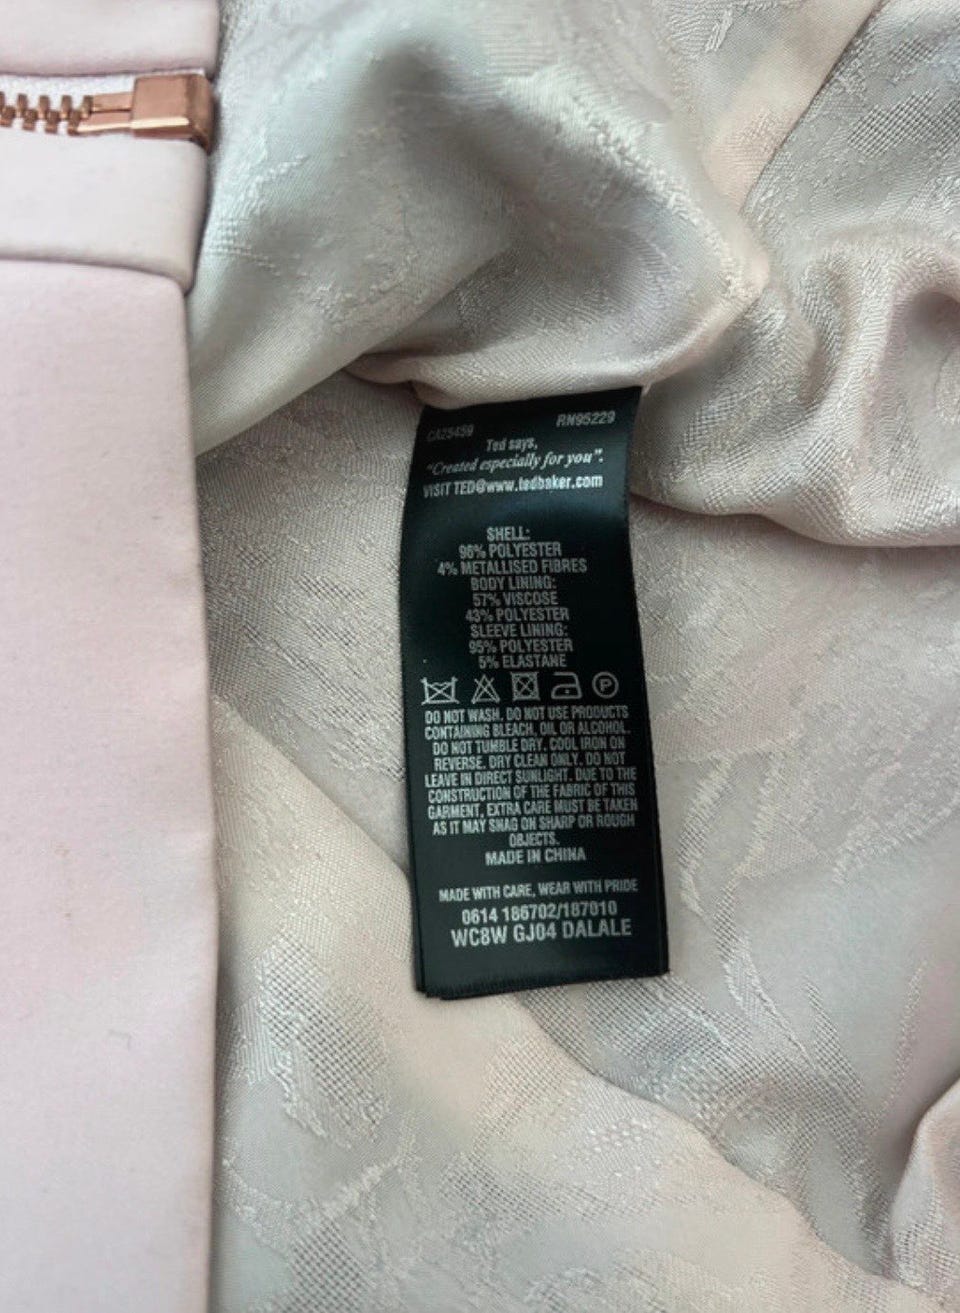 CA25459 RN95229
Ted says,
"Created especially for you".
VISIT TED@www.tedbaker.com
SHELL:
96% POLYESTER
4% METALLISED FIBRES
BODY LINING:
57% VISCOSE
43% POLYESTER
SLEEVE LINING:
95% POLYESTER
5% ELASTANE
P
DO NOT WASH. DO NOT USE PRODUCTS
CONTAINING BLEACH, OIL OR ALCOHOL.
DO NOT TUMBLE DRY. COOL IRON ON
REVERSE. DRY CLEAN ONLY. DO NOT
LEAVE IN DIRECT SUNLIGHT. DUE TO THE
CONSTRUCTION OF THE FABRIC OF THIS
GARMENT, EXTRA CARE MUST BE TAKEN
AS IT MAY SNAG ON SHARP OR ROUGH
OBJECTS.
MADE IN CHINA
MADE WITH CARE, WEAR WITH PRIDE
0614 186702/187010
WC8W GJ04 DALALE